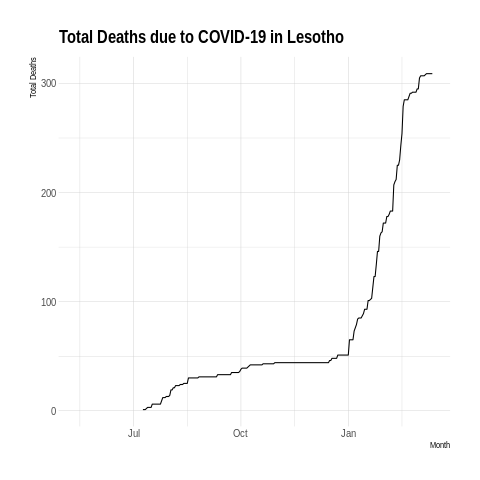 Total Deaths due to COVID-19 in Lesotho
Total Deaths
300
200
100
0
Jul Oct Jan
Month